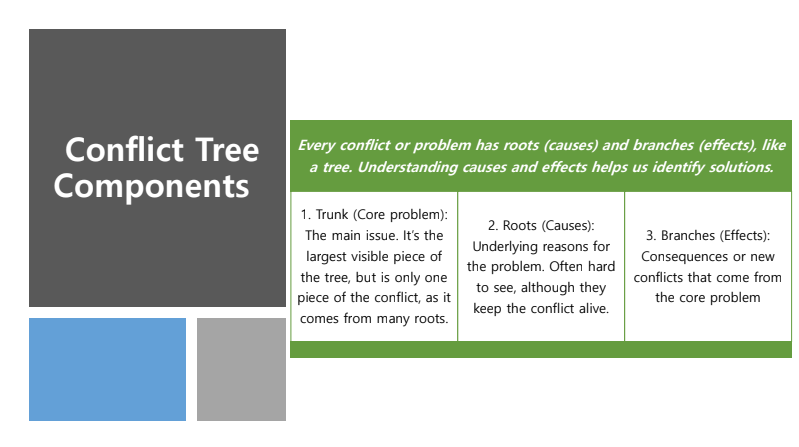 Conflict Tree
Components
Every conflict or problem has roots (causes) and branches (effects), like
a tree. Understanding causes and effects helps us identify solutions.
1. Trunk (Core problem):
The main issue. It’s the
largest visible piece of
the tree, but is only one
piece of the conflict, as it
comes from many roots.
2. Roots (Causes):
Underlying reasons for
the problem. Often hard
to see, although they
keep the conflict alive.
3. Branches (Effects):
Consequences or new
conflicts that come from
the core problem